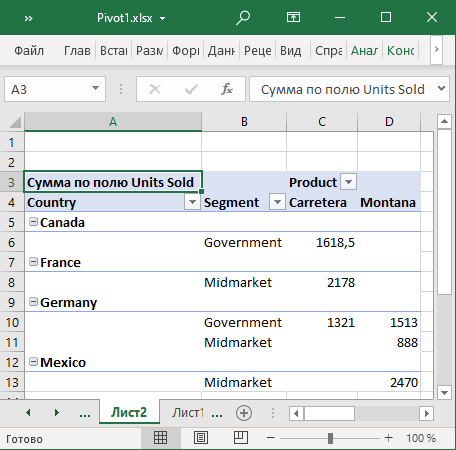 » Pivot1.xlsx
Файл Глав Встав Разм Форм Данн Реце Вид Спра Анал Конс
A3 fx Сумма по полю Units Sold
A B C D
1
2
3 Сумма по полю Units Sold Product
4 Country Segment Carretera Montana
5 Canada
6 Government 1618,5
7 France
8 Midmarket 2178
9 Germany
10 Government 1321 1513
11 Midmarket 888
12 Mexico
13 Midmarket 2470
... Лист2 Лист1 ...
Готово 100 %